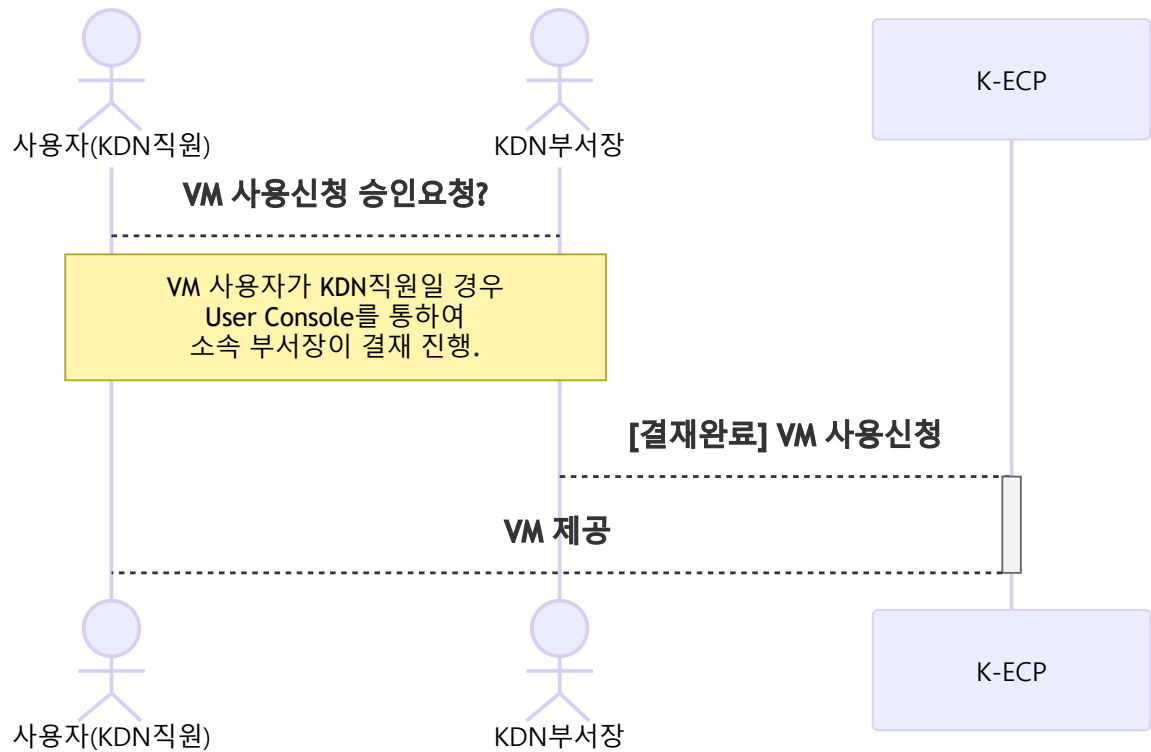 사용자(KDN직원)
KDN부서장
K-ECP
VM 사용신청 승인요청?
VM 사용자가 KDN직원일 경우
User Console를 통하여
소속 부서장이 결재 진행.
[결재완료] VM 사용신청
VM 제공
사용자(KDN직원)
KDN부서장
K-ECP